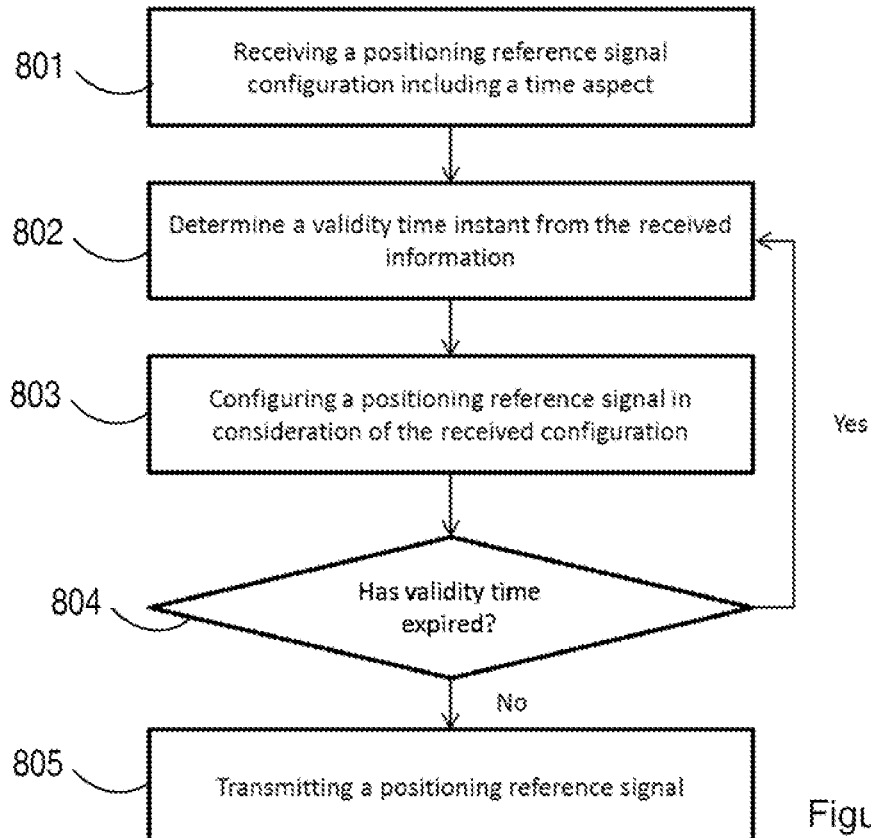 801
Receiving a positioning reference signal
configuration including a time aspect
802
Determine a validity time instant from the received
information
803
Configuring a positioning reference signal in
consideration of the received configuration
Yes
804
Has validity time
expired?
No
805
Transmitting a positioning reference signal
Figu